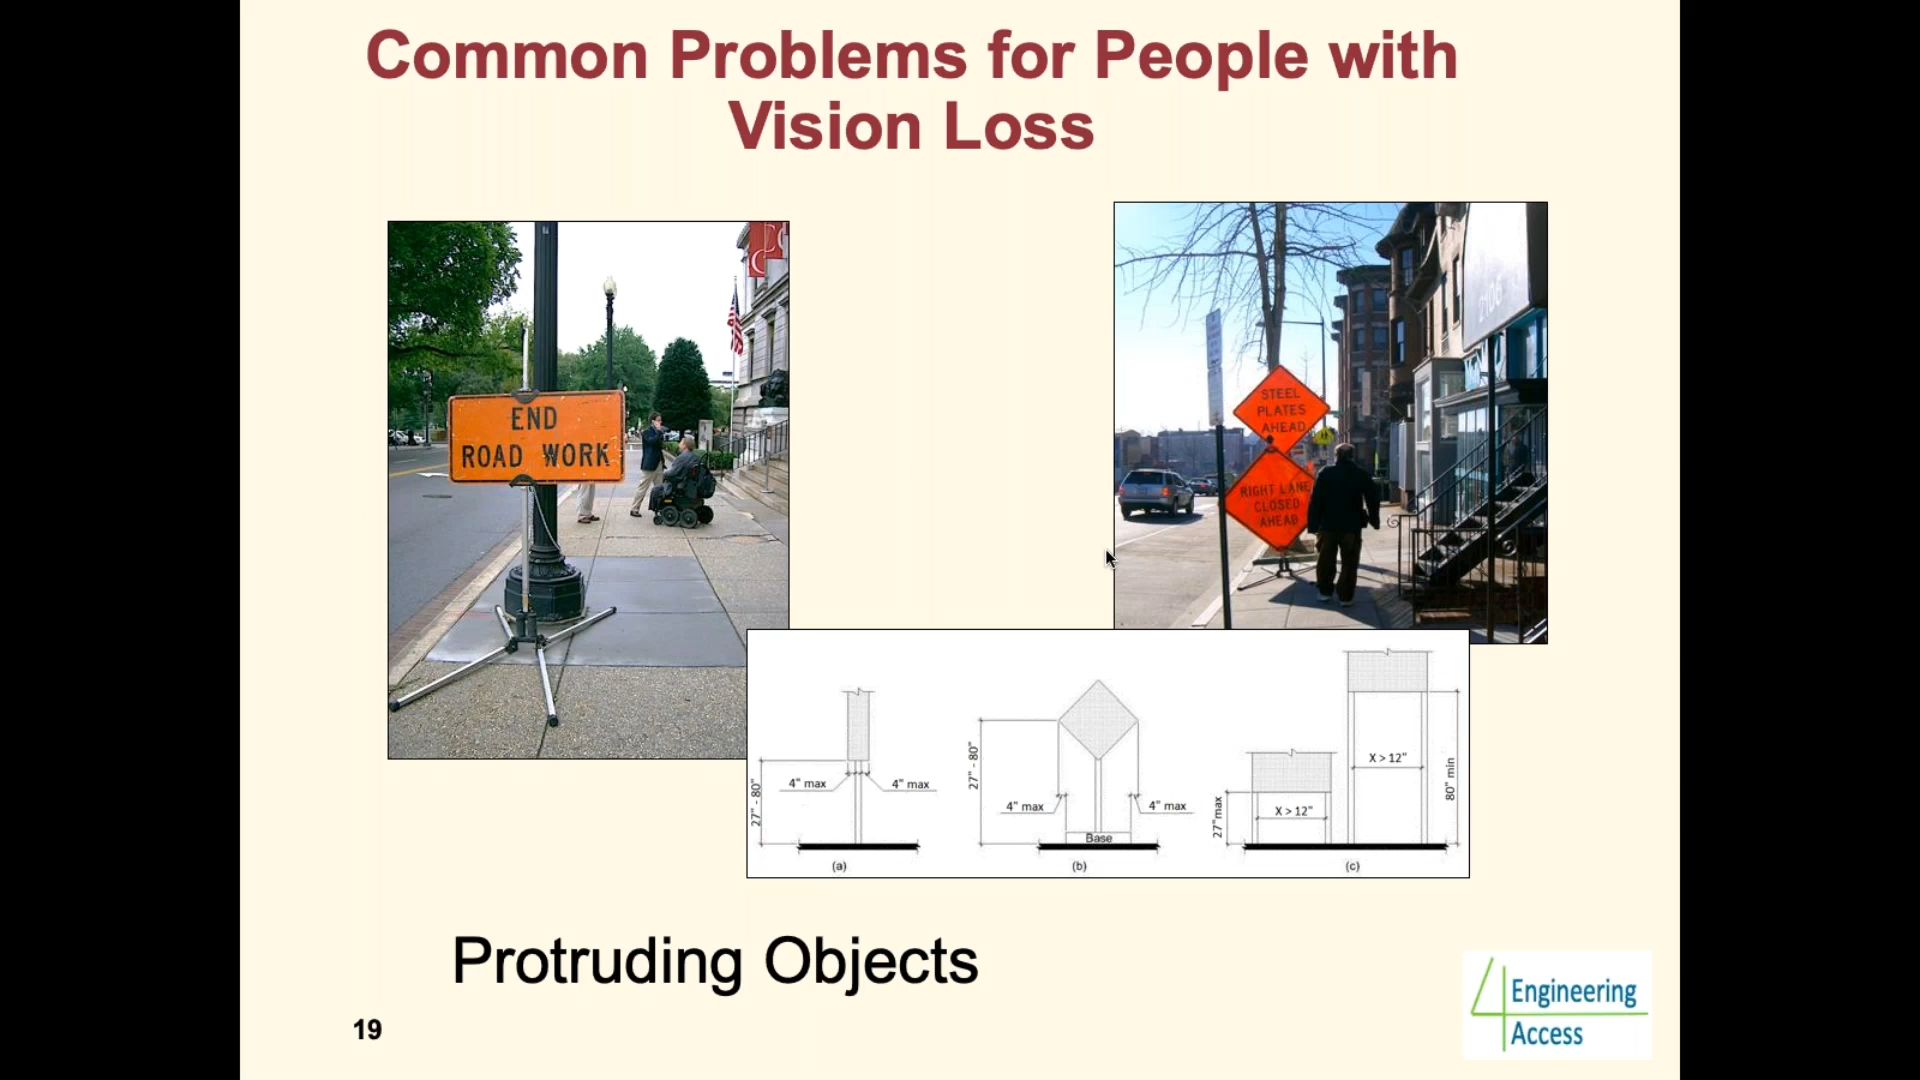 Common Problems for People with
Vision Loss
END
ROAD WORK
STEEL
PLATES
AHEAD
RIGHT LANE
CLOSED
AHEAD
2106
27" - 80"
4" max
4" max
(a)
27" - 80"
4" max
4" max
Base
(b)
27"max
X > 12"
X > 12"
80" min
(c)
Protruding Objects
19
4
Engineering
Access